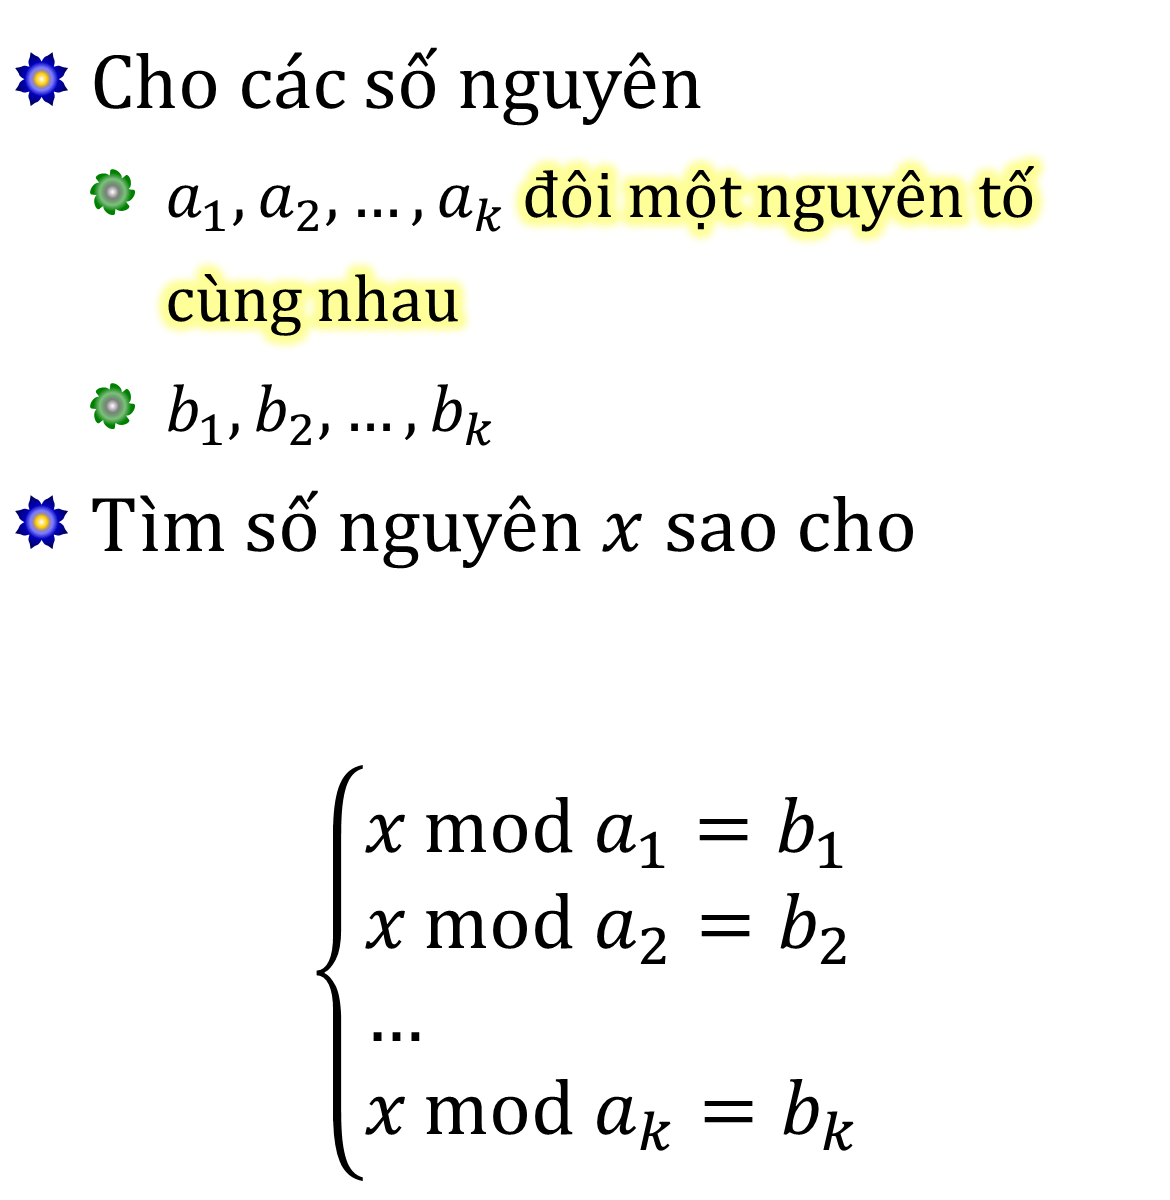 Cho các số nguyên
a₁, a₂, … , aₖ đôi một nguyên tố
cùng nhau
b₁, b₂, … , bₖ
Tìm số nguyên x sao cho
x mod a₁ = b₁
x mod a₂ = b₂
…
x mod aₖ = bₖ